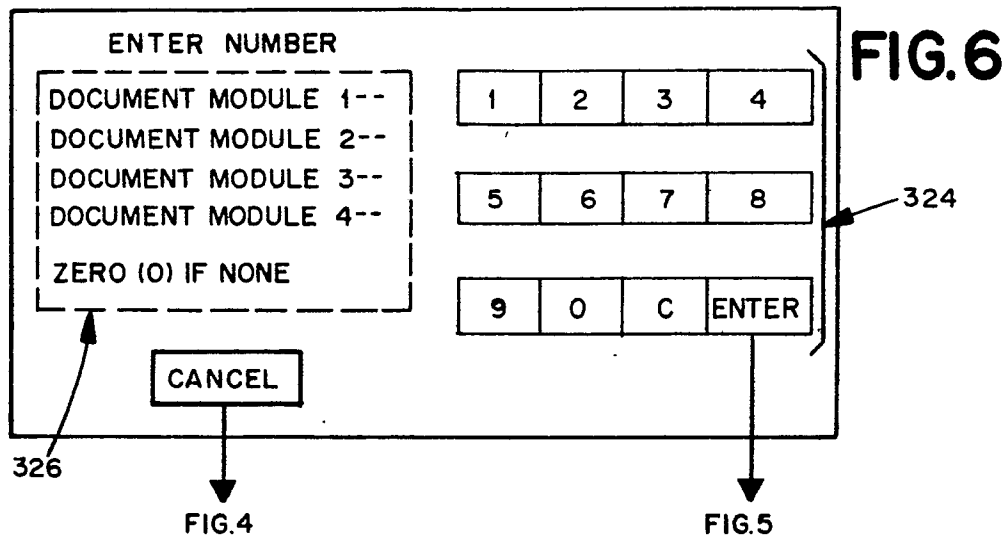 FIG.6
ENTER NUMBER
DOCUMENT MODULE 1--
DOCUMENT MODULE 2--
DOCUMENT MODULE 3--
DOCUMENT MODULE 4--
ZERO (0) IF NONE
1 2 3 4
5 6 7 8
9 0 C ENTER
324
CANCEL
326
FIG.4
FIG.5